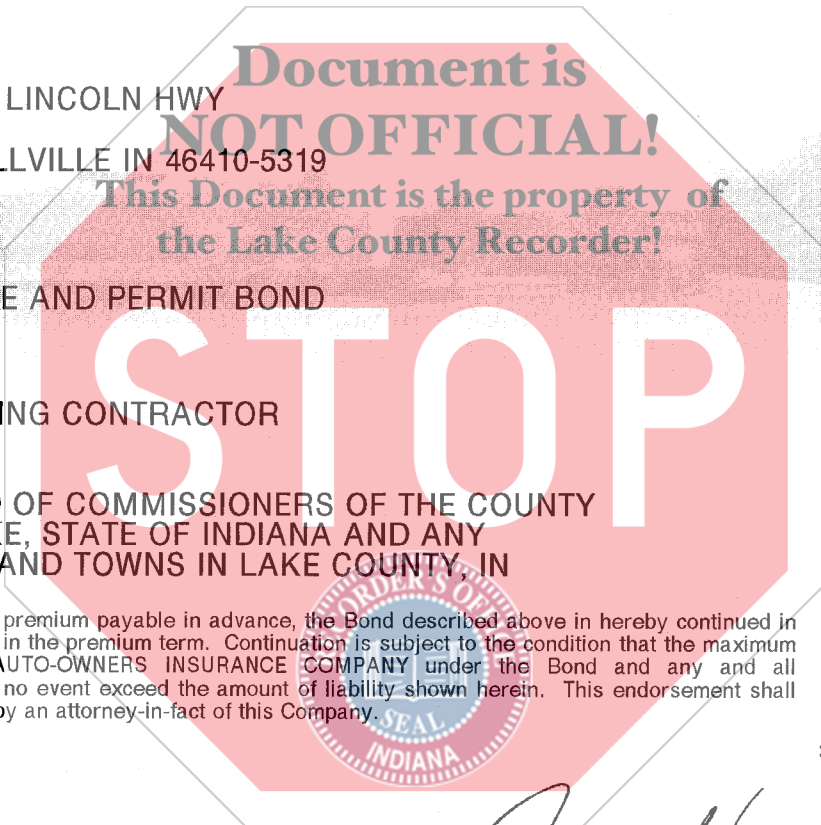 Document is
LINCOLN HWY
NOT OFFICIAL!
LLVILLE IN 46410-5319
This Document is the property of
the Lake County Recorder!
E AND PERMIT BOND
STOP
NG CONTRACTOR
OF COMMISSIONERS OF THE COUNTY
E, STATE OF INDIANA AND ANY
AND TOWNS IN LAKE COUNTY, IN
RECORDER'S OFFICE
premium payable in advance, the Bond described above in hereby continued in
in the premium term. Continuation is subject to the condition that the maximum
AUTO-OWNERS INSURANCE COMPANY under the Bond and any and all
no event exceed the amount of liability shown herein. This endorsement shall
by an attorney-in-fact of this Company.
SEAL
INDIANA